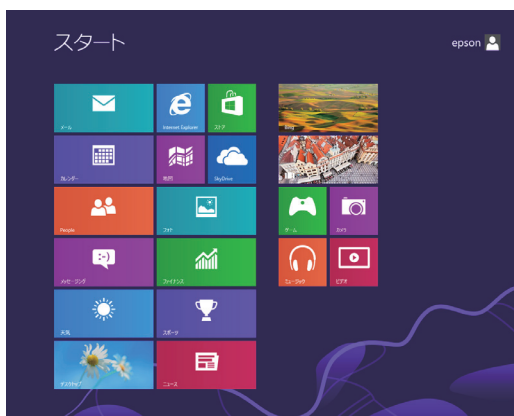 スタート
epson
メール
Internet Explorer
ストア
カレンダー
地図
SkyDrive
People
フォト
メッセージング
ファイナンス
天気
スポーツ
デスクトップ
ニュース
Bing
ゲーム
カメラ
ミュージック
ビデオ